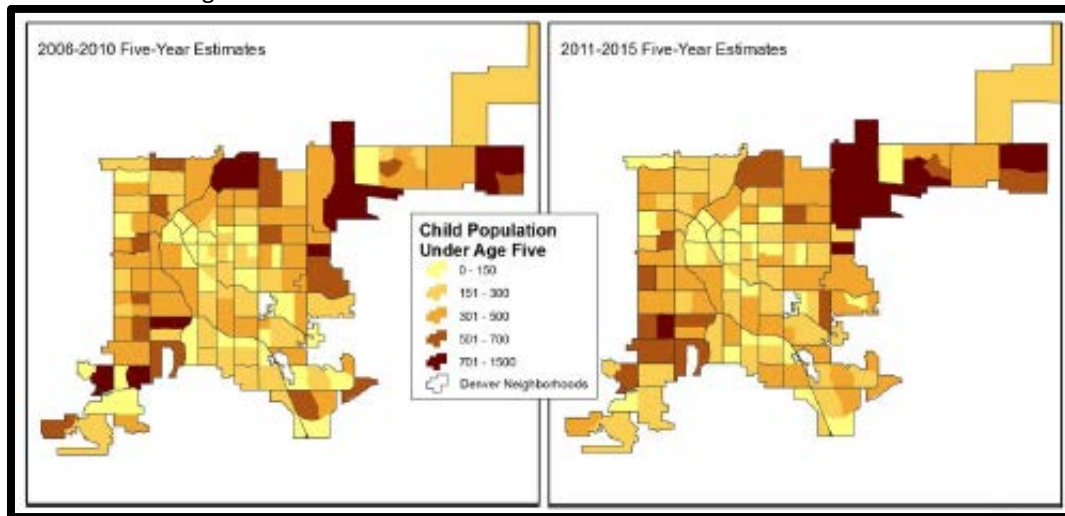 2006-2010 Five-Year Estimates
2011-2015 Five-Year Estimates
Child Population
Under Age Five
0 - 150
151 - 300
301 - 500
501 - 700
701 - 1500
Denver Neighborhoods